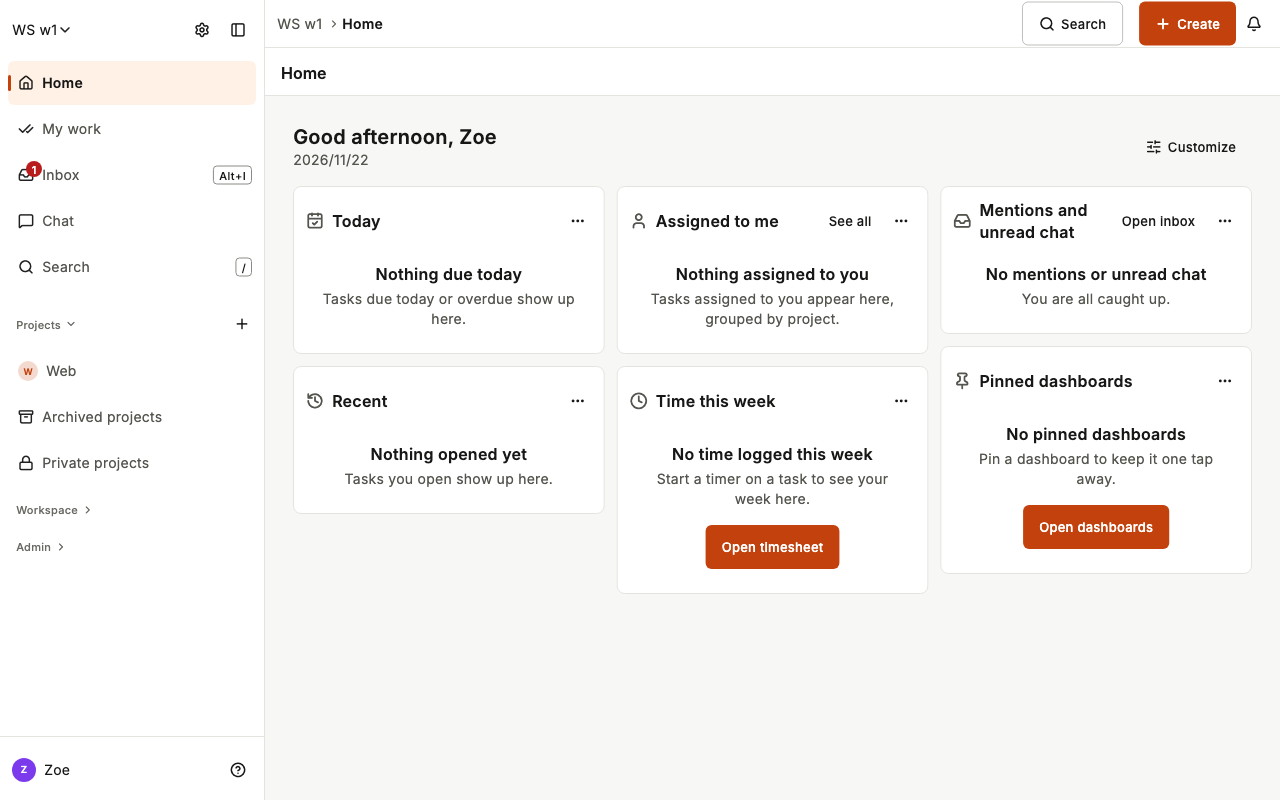 WS w1
Home
My work
1
Inbox
Alt+I
Chat
Search
/
Projects
W
Web
Archived projects
Private projects
Workspace
Admin
Z
Zoe
WS w1 > Home
Search
Create
Home
Good afternoon, Zoe
2026/11/22
Customize
Today
Nothing due today
Tasks due today or overdue show up
here.
Assigned to me
See all
Nothing assigned to you
Tasks assigned to you appear here,
grouped by project.
Mentions and
unread chat
Open inbox
No mentions or unread chat
You are all caught up.
Recent
Nothing opened yet
Tasks you open show up here.
Time this week
No time logged this week
Start a timer on a task to see your
week here.
Open timesheet
Pinned dashboards
No pinned dashboards
Pin a dashboard to keep it one tap
away.
Open dashboards